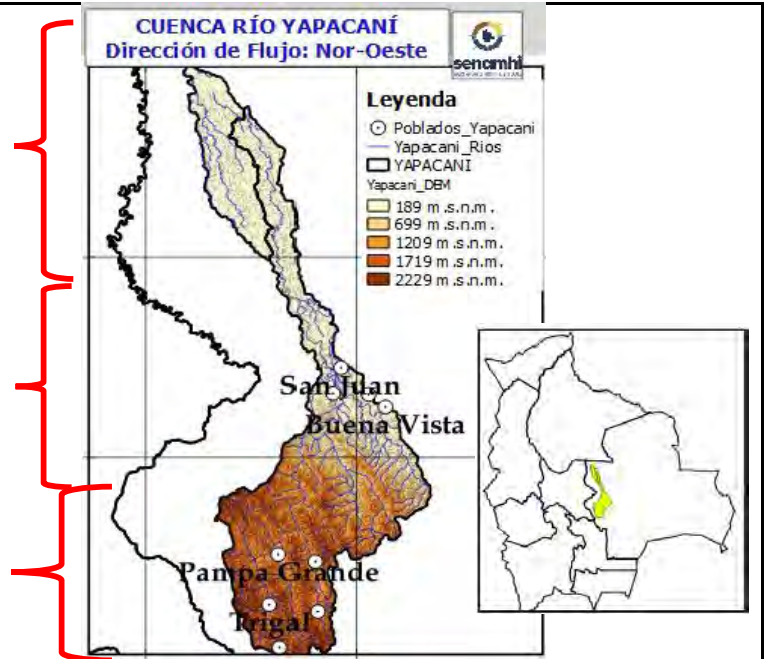 CUENCA RÍO YAPACANÍ
Dirección de Flujo: Nor-Oeste
senamhi
Leyenda
Poblados_Yapacani
Yapacani_Rios
YAPACANI
Yapacani_DEM
189 m.s.n.m.
699 m.s.n.m.
1209 m.s.n.m.
1719 m.s.n.m.
2229 m.s.n.m.
San Juan
Buena Vista
Pampa Grande
Trigal